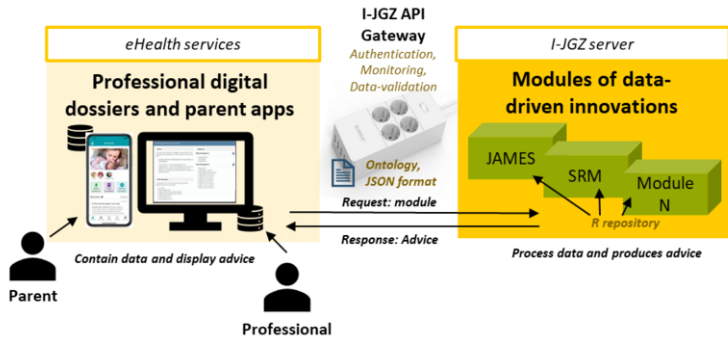 eHealth services
Professional digital
dossiers and parent apps
Contain data and display advice
Parent
Professional
I-JGZ API
Gateway
Authentication,
Monitoring,
Data-validation
Ontology,
JSON format
Request: module
Response: Advice
I-JGZ server
Modules of data-
driven innovations
JAMES
SRM
Module
N
R repository
Process data and produces advice